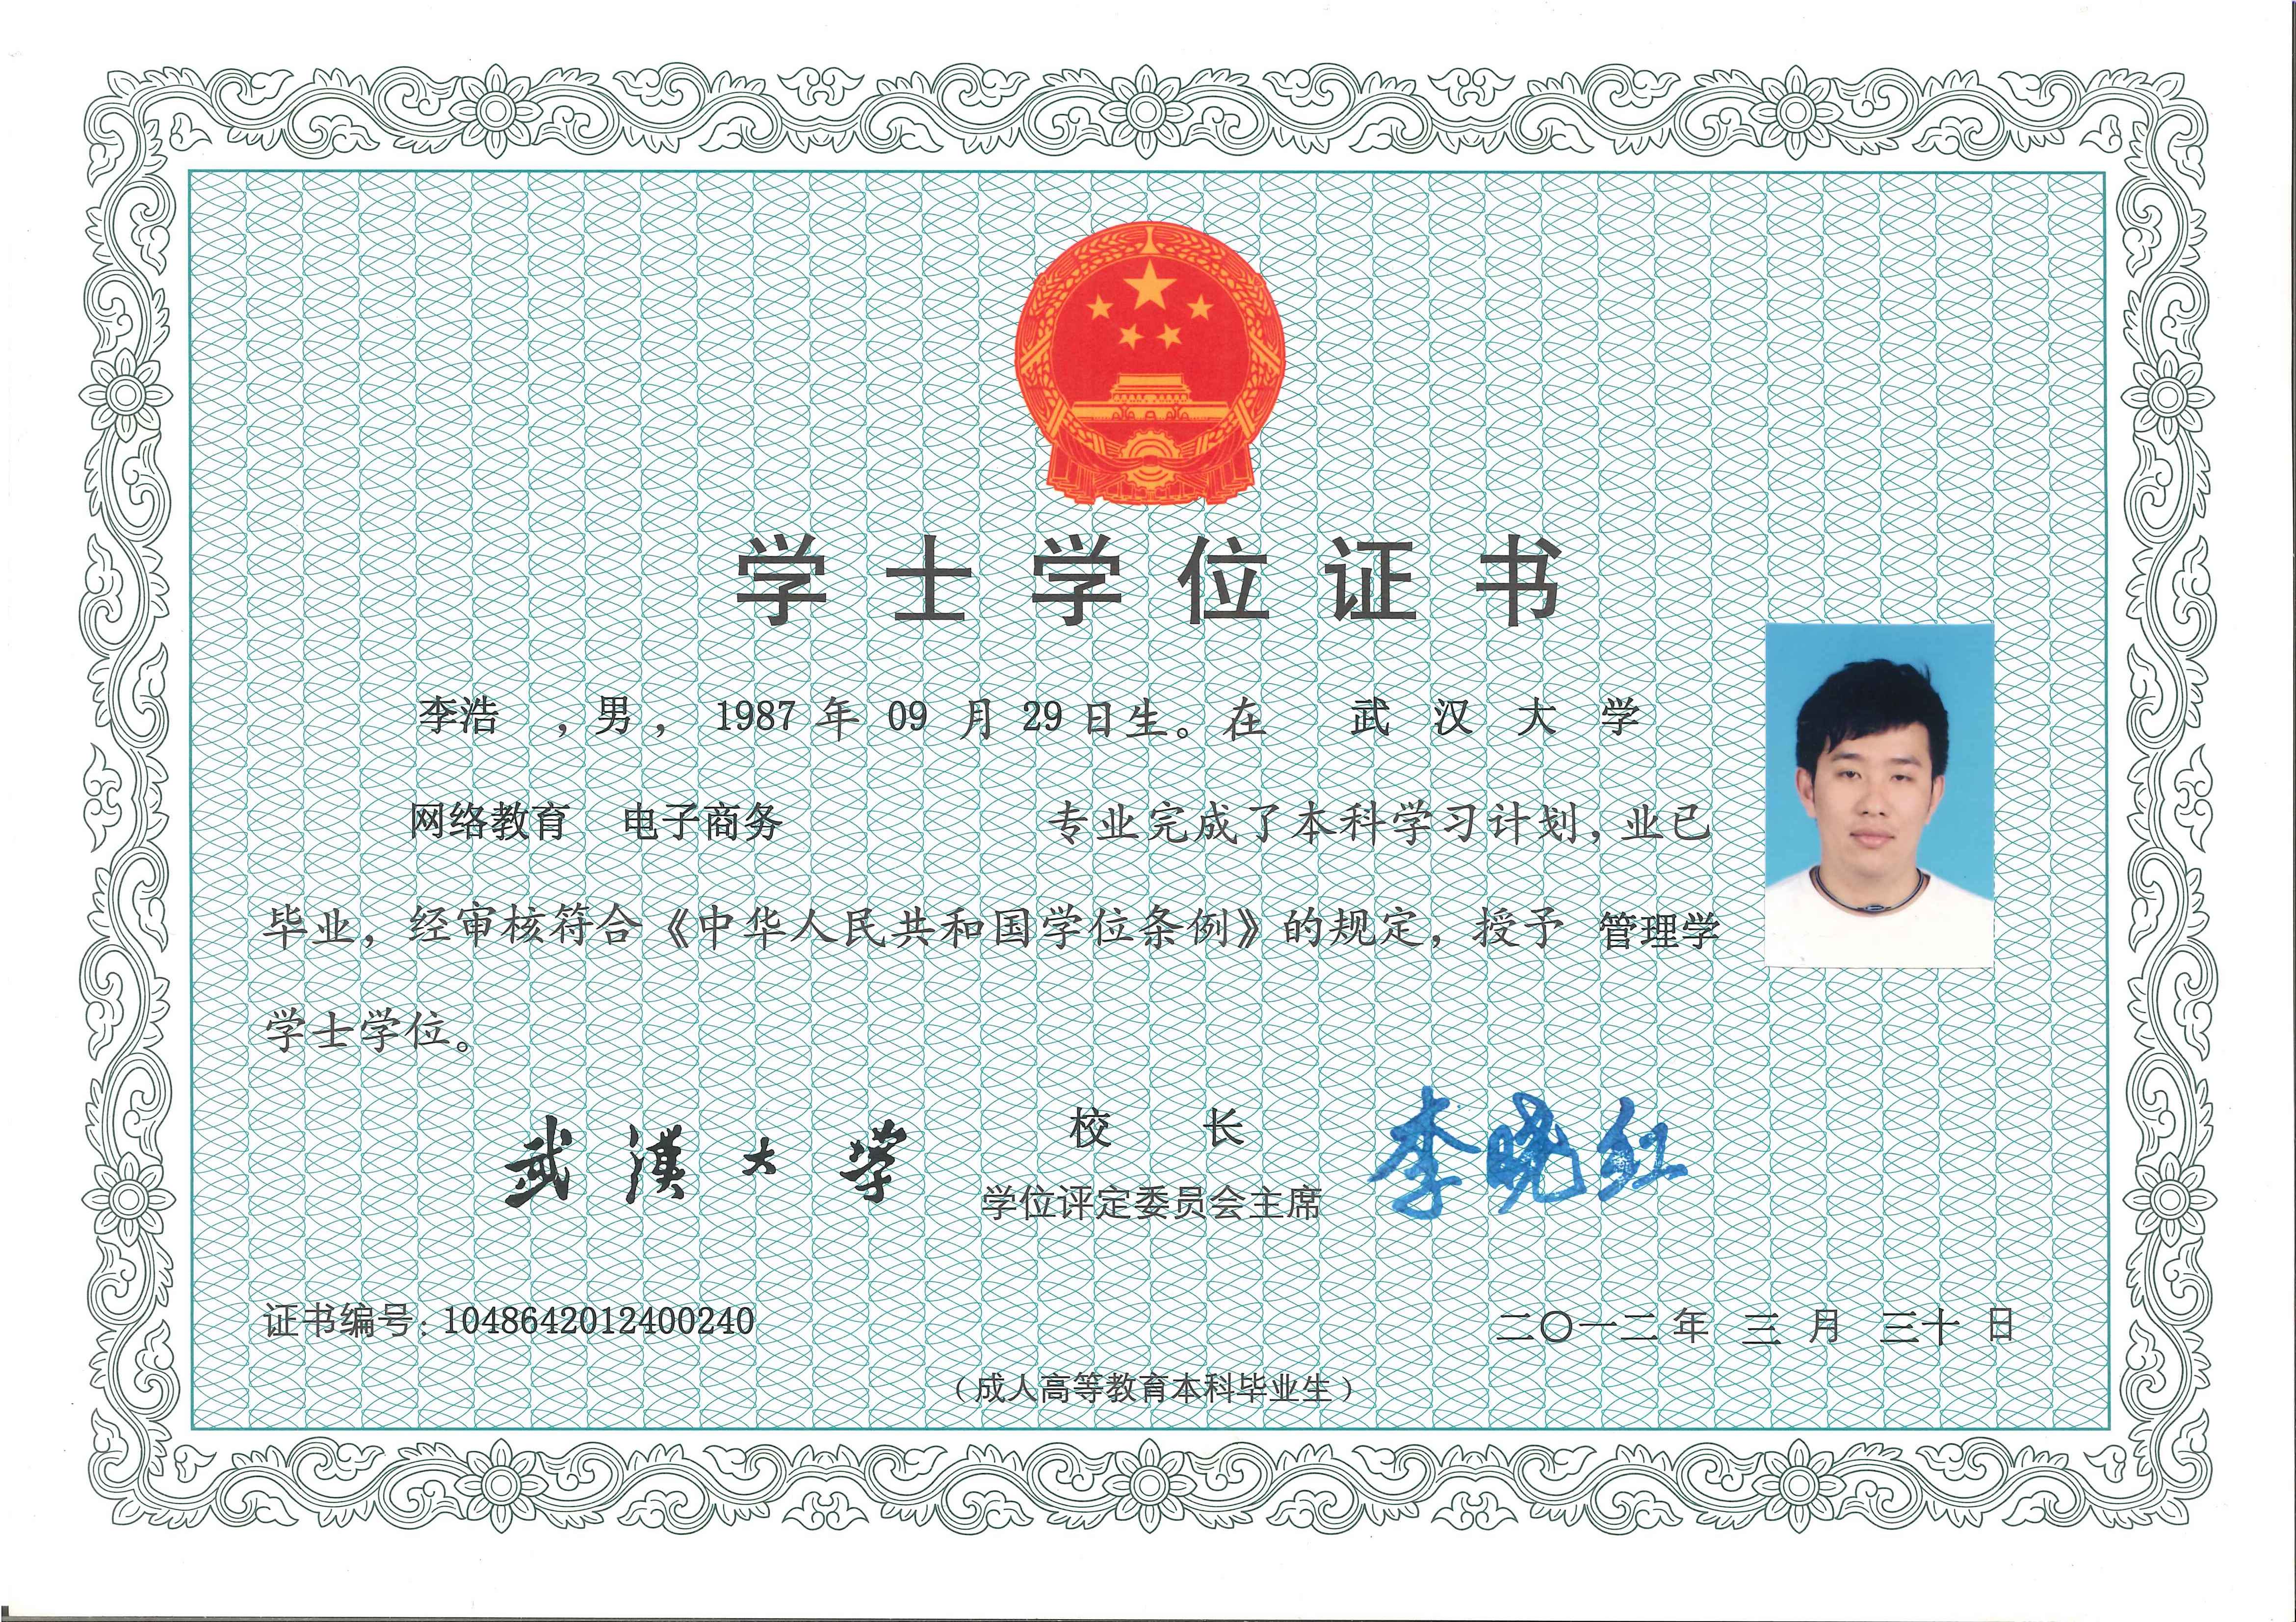 学士学位证书
李浩 ，男， 1987 年 09 月 29 日生。在 武汉大学
网络教育 电子商务 专业完成了本科学习计划，业已
毕业，经审核符合《中华人民共和国学位条例》的规定，授予 管理学
学士学位。
武漢大学 校长 李晓红
学位评定委员会主席
证书编号：1048642012400240 二〇一二年 三 月 三十 日
（成人高等教育本科毕业生）